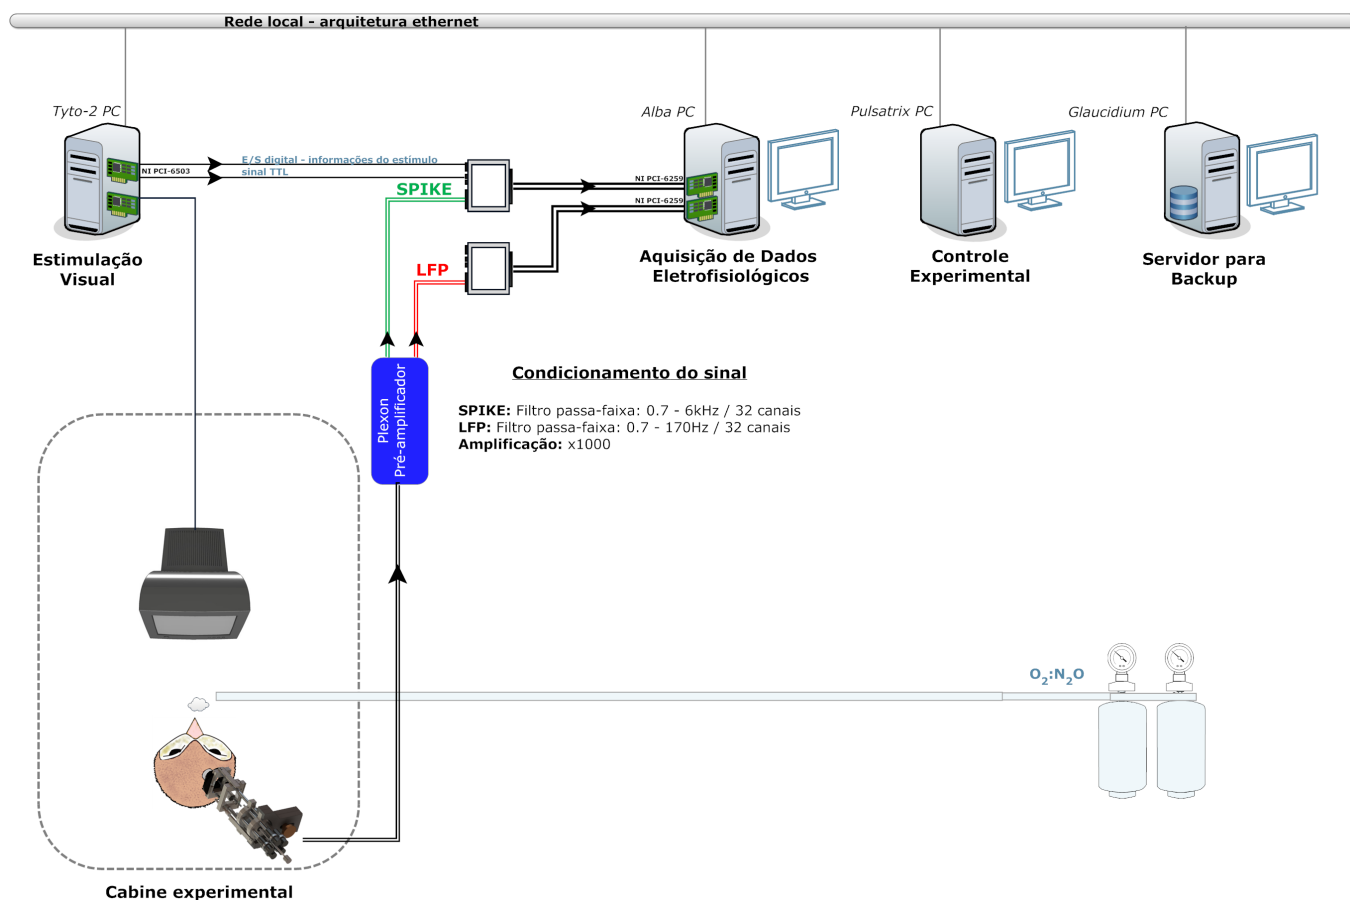 Rede local - arquitetura ethernet
Tyto-2 PC
Alba PC
Pulsatrix PC
Glaucidium PC
E/S digital - informações do estímulo
NI PCI-6503
sinal TTL
SPIKE
NI PCI-6259
NI PCI-6259
LFP
Estimulação
Visual
Aquisição de Dados
Eletrofisiológicos
Controle
Experimental
Servidor para
Backup
Plexon
Pré-amplificador
Condicionamento do sinal
SPIKE: Filtro passa-faixa: 0.7 - 6kHz / 32 canais
LFP: Filtro passa-faixa: 0.7 - 170Hz / 32 canais
Amplificação: x1000
O₂:N₂O
Cabine experimental